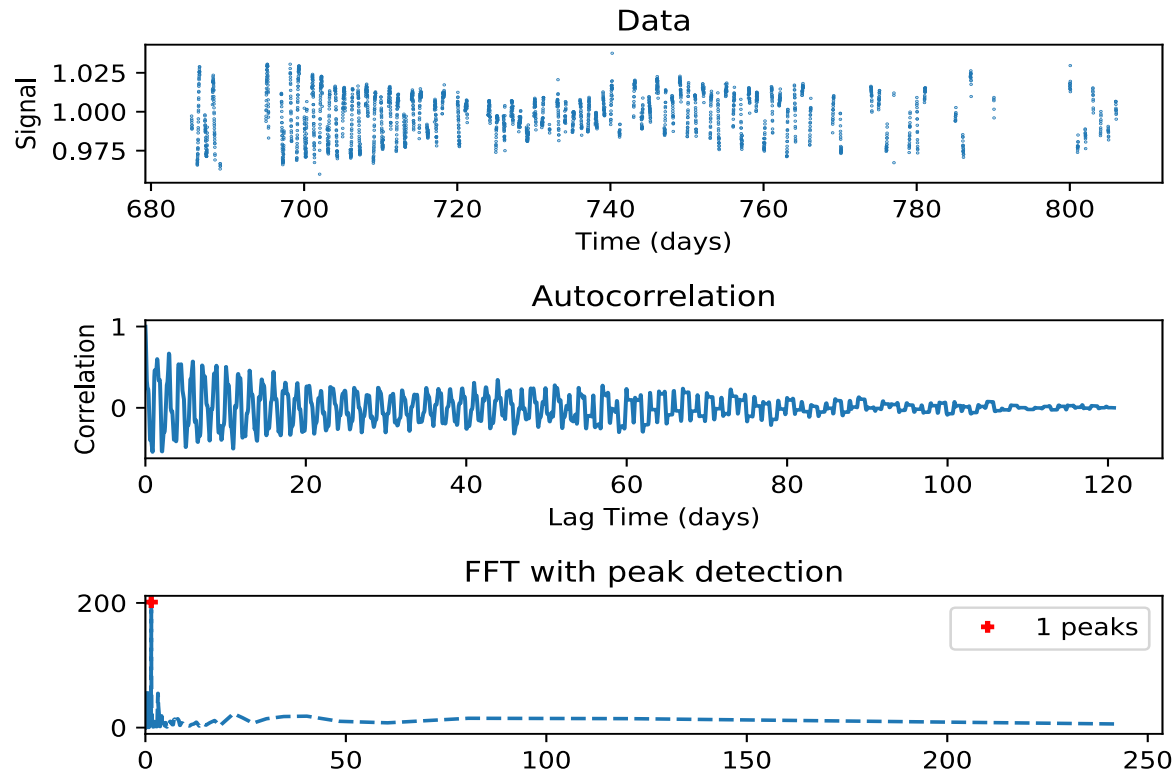 Data
Signal
1.025
1.000
0.975
680 700 720 740 760 780 800
Time (days)
Autocorrelation
Correlation
1
0
0 20 40 60 80 100 120
Lag Time (days)
FFT with peak detection
200
0
1 peaks
0 50 100 150 200 250